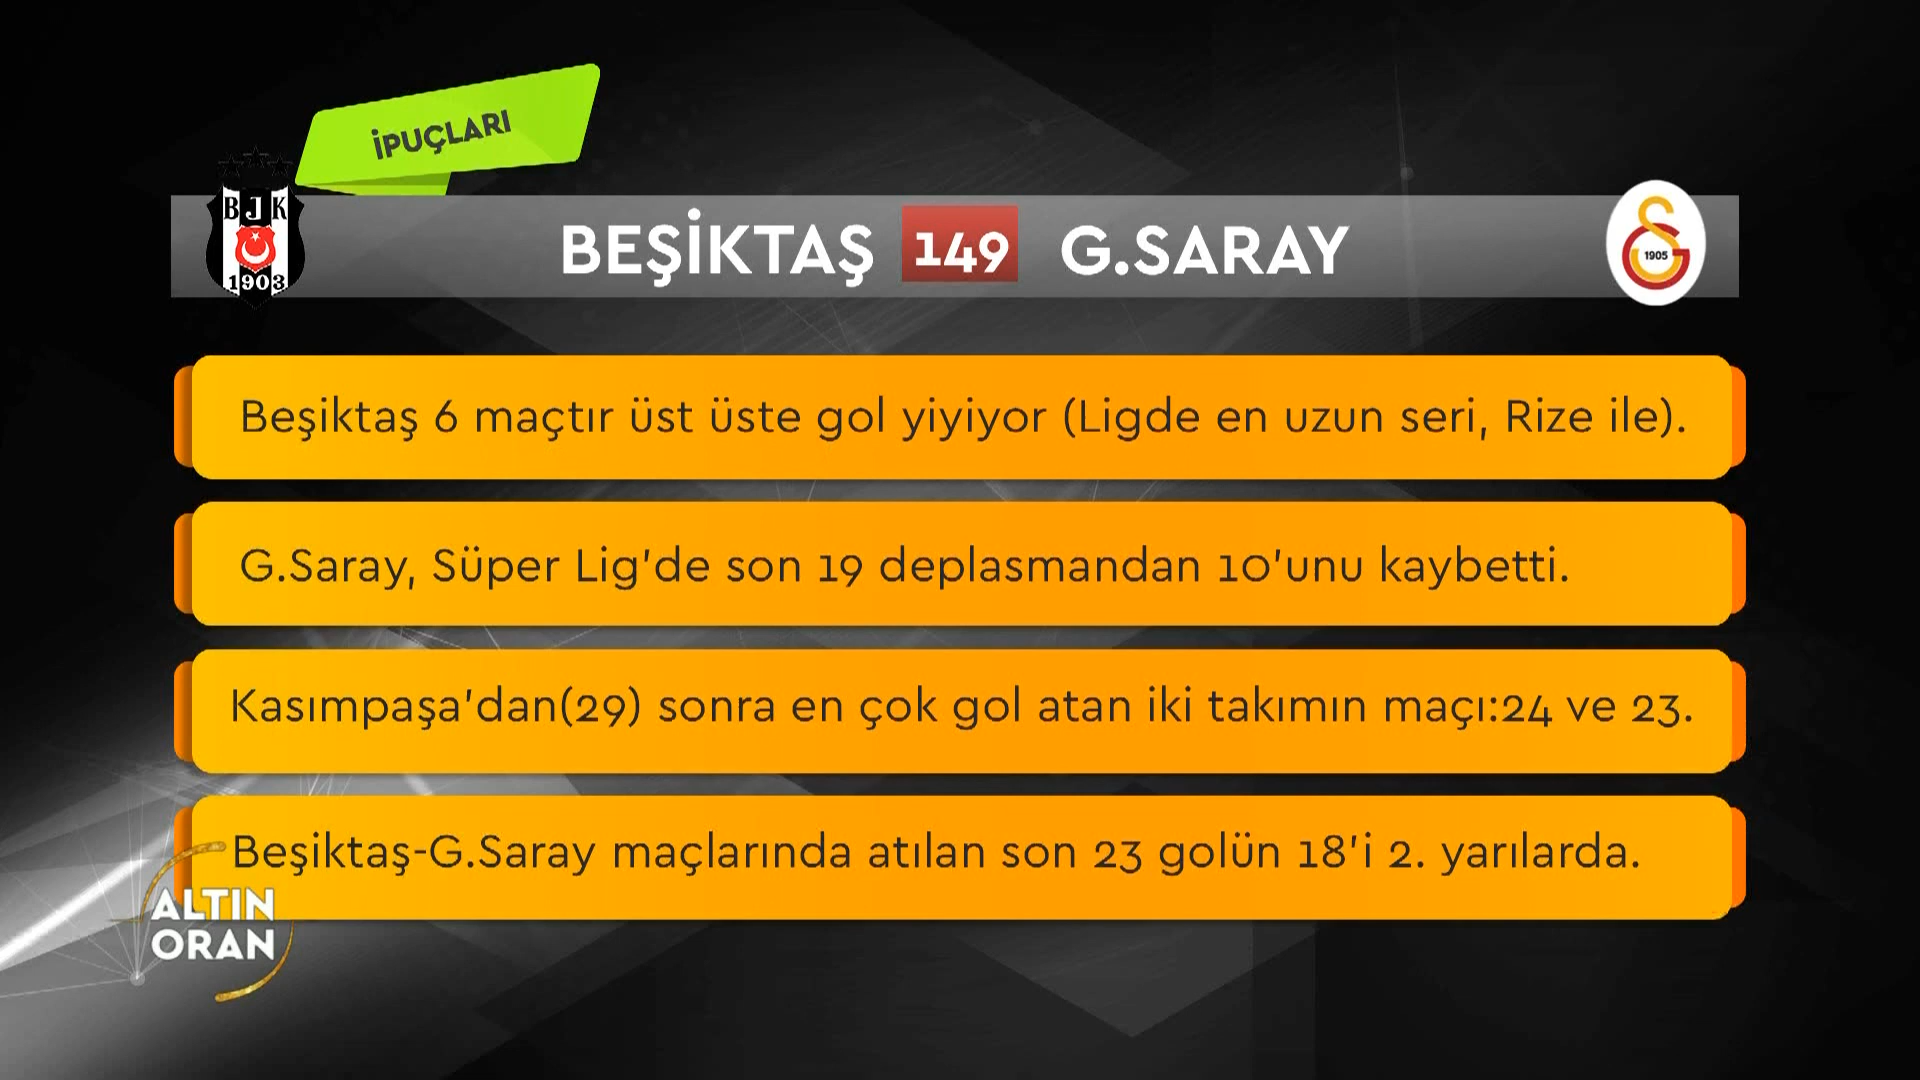 İPUÇLARI
BJK
1903
BEŞİKTAŞ 149 G.SARAY
1905
Beşiktaş 6 maçtır üst üste gol yiyiyor (Ligde en uzun seri, Rize ile).
G.Saray, Süper Lig'de son 19 deplasmandan 10'unu kaybetti.
Kasımpaşa'dan(29) sonra en çok gol atan iki takımın maçı:24 ve 23.
Beşiktaş-G.Saray maçlarında atılan son 23 golün 18'i 2. yarılarda.
ALTIN
ORAN